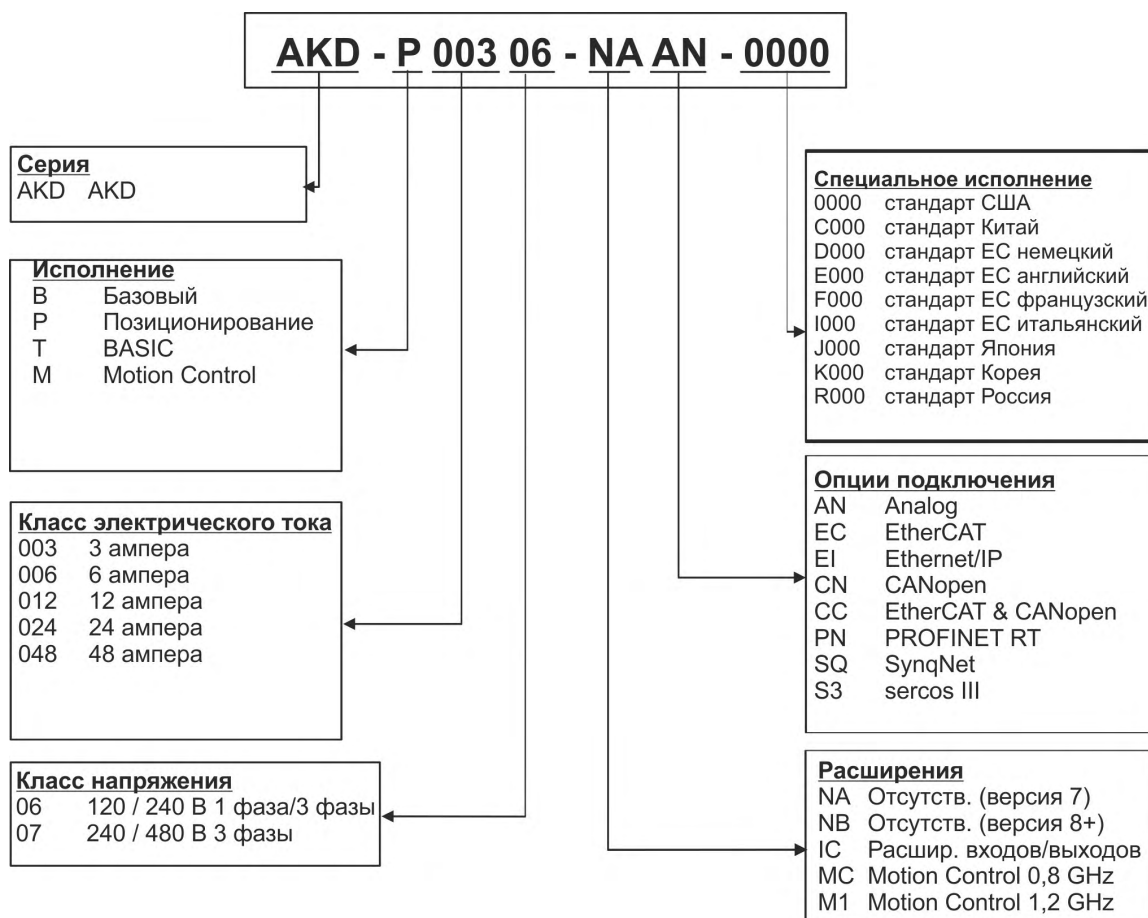 AKD - P 003 06 - NA AN - 0000
Серия
AKD AKD
Исполнение
B Базовый
P Позиционирование
T BASIC
M Motion Control
Класс электрического тока
003 3 ампера
006 6 ампера
012 12 ампера
024 24 ампера
048 48 ампера
Класс напряжения
06 120 / 240 В 1 фаза/3 фазы
07 240 / 480 В 3 фазы
Специальное исполнение
0000 стандарт США
C000 стандарт Китай
D000 стандарт ЕС немецкий
E000 стандарт ЕС английский
F000 стандарт ЕС французский
I000 стандарт ЕС итальянский
J000 стандарт Япония
K000 стандарт Корея
R000 стандарт Россия
Опции подключения
AN Analog
EC EtherCAT
EI Ethernet/IP
CN CANopen
CC EtherCAT & CANopen
PN PROFINET RT
SQ SynqNet
S3 sercos III
Расширения
NA Отсутств. (версия 7)
NB Отсутств. (версия 8+)
IC Расшир. входов/выходов
MC Motion Control 0,8 GHz
M1 Motion Control 1,2 GHz